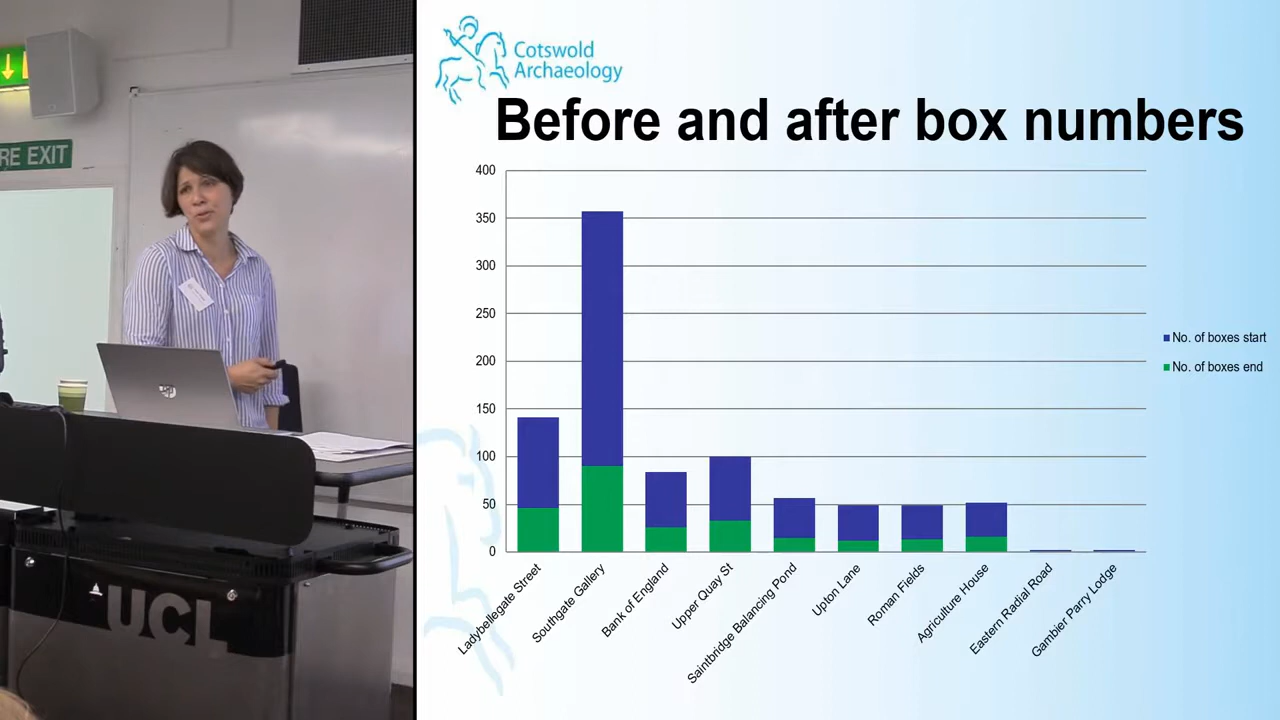 RE EXIT
UCL
Cotswold
Archaeology
Before and after box numbers
400
350
300
250
200
150
100
50
0
Ladybellegate Street
Southgate Gallery
Bank of England
Upper Quay St
Saintbridge Balancing Pond
Upton Lane
Roman Fields
Agriculture House
Eastern Radial Road
Gambier Parry Lodge
No. of boxes start
No. of boxes end